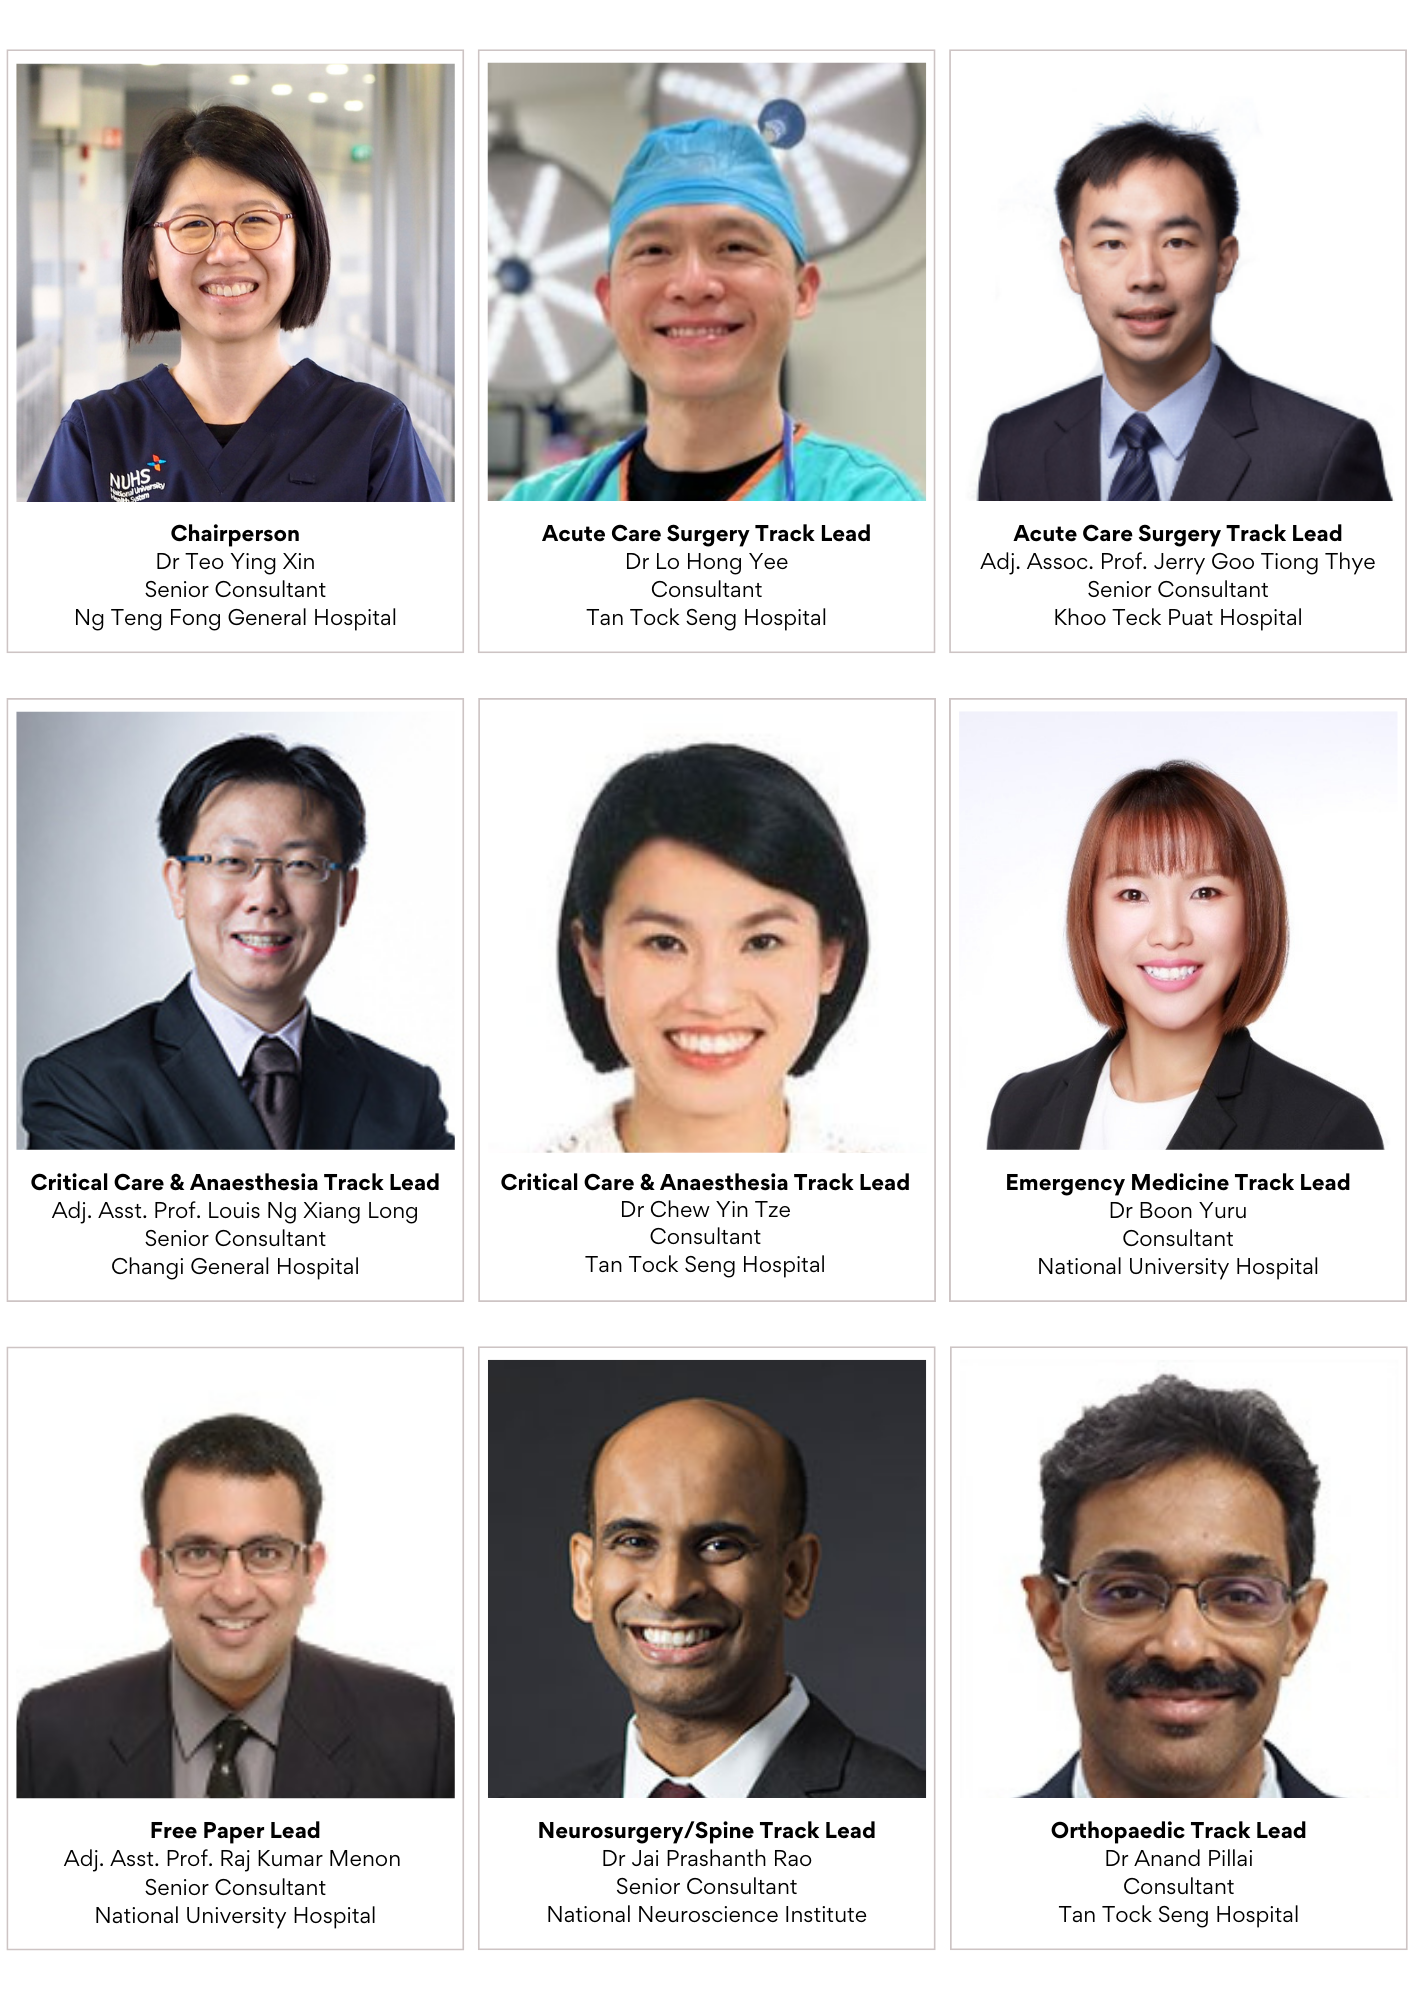 NUHS
National University
Health System
Chairperson
Dr Teo Ying Xin
Senior Consultant
Ng Teng Fong General Hospital
Acute Care Surgery Track Lead
Dr Lo Hong Yee
Consultant
Tan Tock Seng Hospital
Acute Care Surgery Track Lead
Adj. Assoc. Prof. Jerry Goo Tiong Thye
Senior Consultant
Khoo Teck Puat Hospital
Critical Care & Anaesthesia Track Lead
Adj. Asst. Prof. Louis Ng Xiang Long
Senior Consultant
Changi General Hospital
Critical Care & Anaesthesia Track Lead
Dr Chew Yin Tze
Consultant
Tan Tock Seng Hospital
Emergency Medicine Track Lead
Dr Boon Yuru
Consultant
National University Hospital
Free Paper Lead
Adj. Asst. Prof. Raj Kumar Menon
Senior Consultant
National University Hospital
Neurosurgery/Spine Track Lead
Dr Jai Prashanth Rao
Senior Consultant
National Neuroscience Institute
Orthopaedic Track Lead
Dr Anand Pillai
Consultant
Tan Tock Seng Hospital